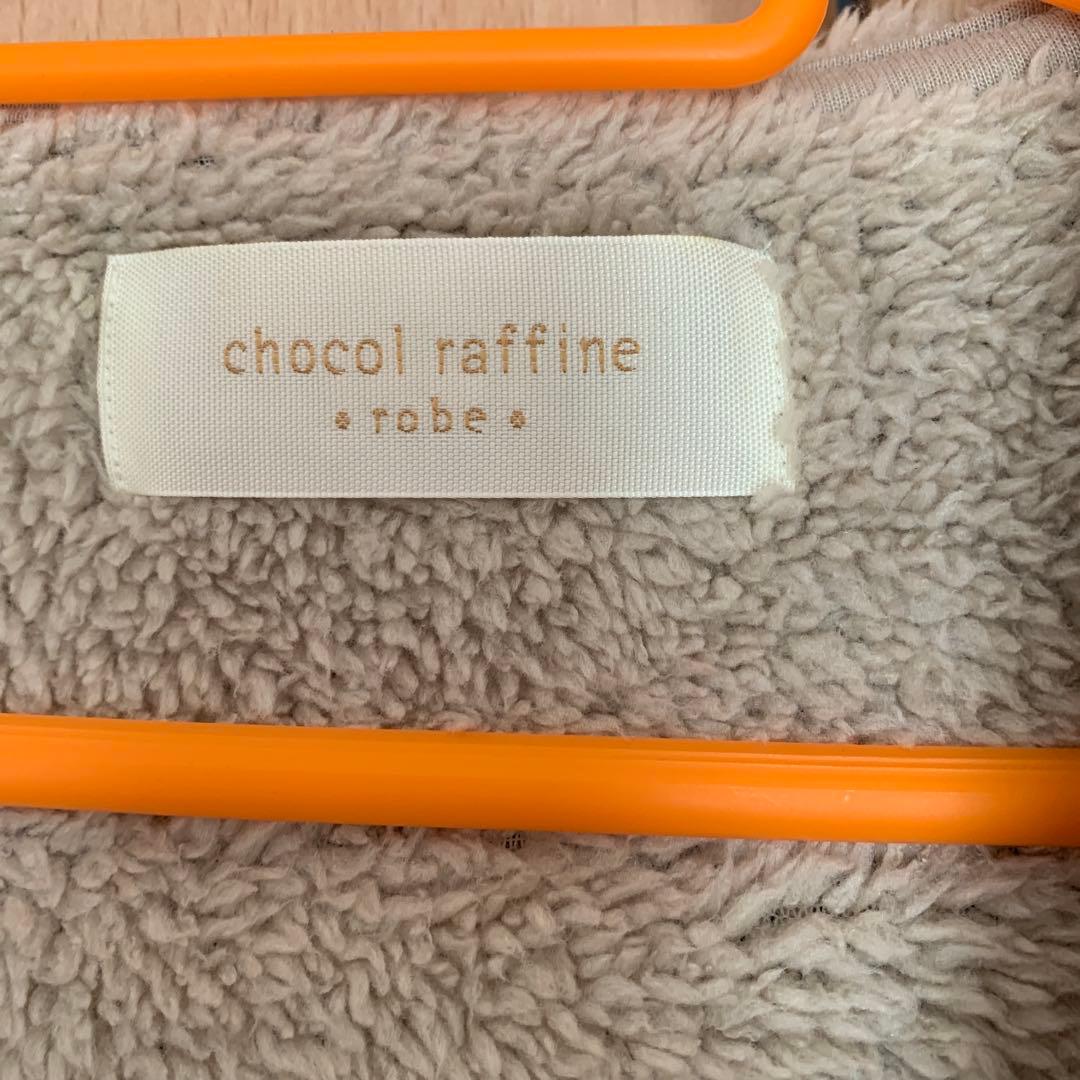 chocol raffine
• robe •